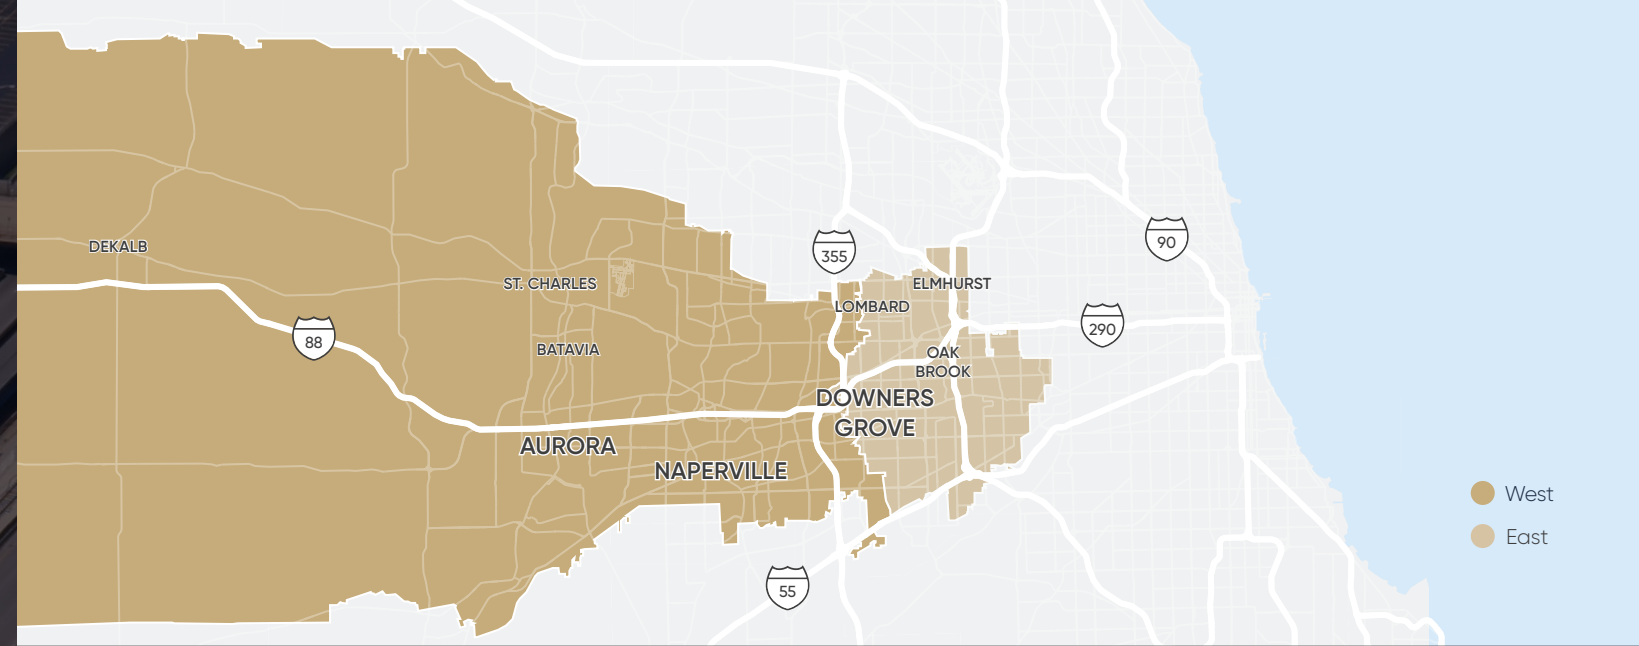 DEKALB
ST. CHARLES
355
90
ELMHURST
LOMBARD
290
88
BATAVIA
OAK
BROOK
DOWNERS
GROVE
AURORA
NAPERVILLE
55
West
East